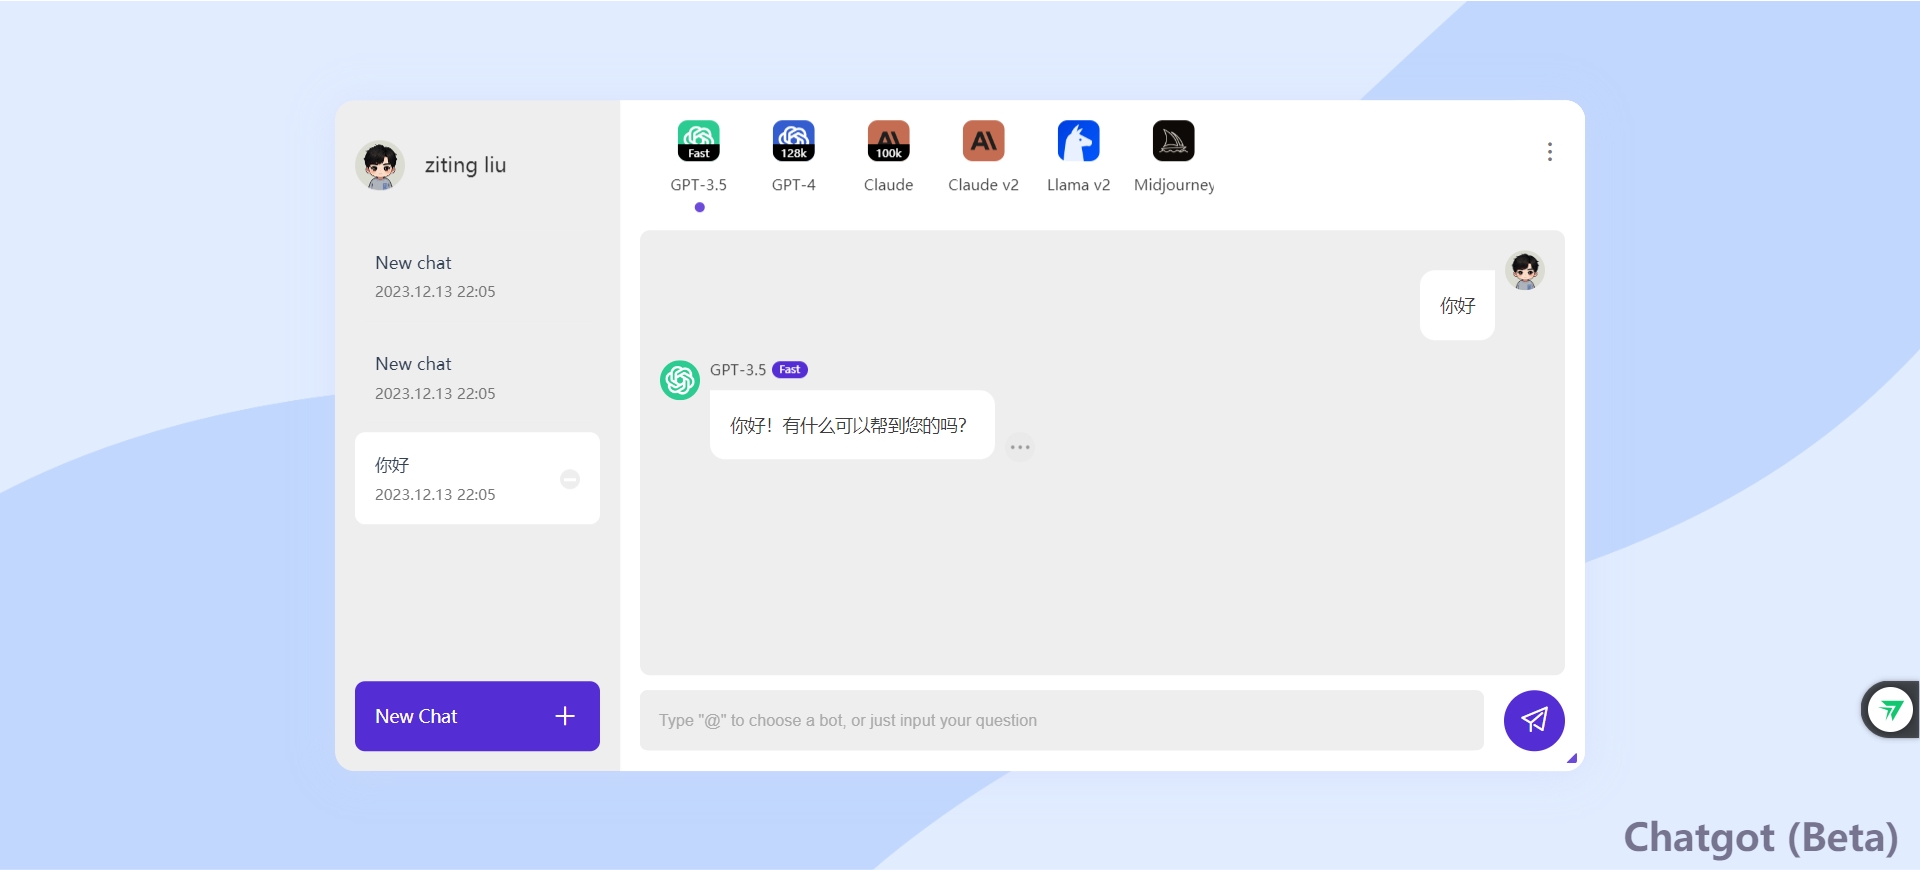 ziting liu
New chat
2023.12.13 22:05
New chat
2023.12.13 22:05
你好
2023.12.13 22:05
New Chat
Fast
128k
100k
GPT-3.5
GPT-4
Claude
Claude v2
Llama v2
Midjourney
你好
GPT-3.5 Fast
你好！有什么可以帮到您的吗？
Type "@" to choose a bot, or just input your question
Chatgot (Beta)